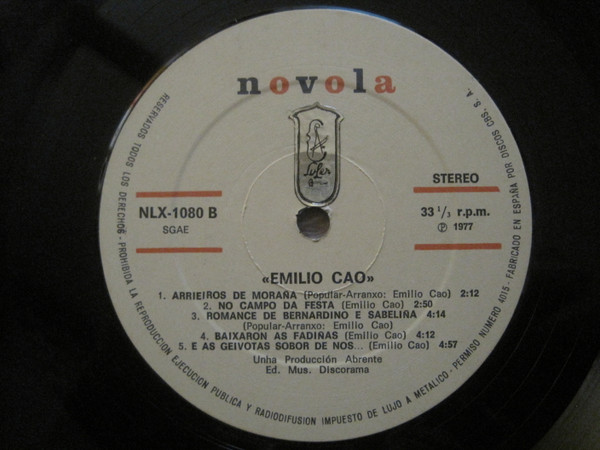 novola
Zafiro
NLX-1080 B
SGAE
STEREO
33 1/3 r.p.m.
Ⓟ 1977
«EMILIO CAO»
1. ARRIEIROS DE MORAÑA (Popular-Arranxo: Emilio Cao) 2:12
2. NO CAMPO DA FESTA (Emilio Cao) 2:50
3. ROMANCE DE BERNARDINO E SABELIÑA 4:14
(Popular-Arranxo: Emilio Cao)
4. BAIXARON AS FADIÑAS (Emilio Cao) 4:12
5. E AS GEIVOTAS SOBOR DE NOS... (Emilio Cao) 4:57
Unha Producción Abrente
Ed. Mus. Discorama
RESERVADOS TODOS LOS DERECHOS - PROHIBIDA LA REPRODUCCION EJECUCION PUBLICA Y RADIODIFUSION IMPUESTO DE LUJO A METALICO - PERMISO NUMERO 4015 - FABRICADO EN ESPAÑA POR DISCOS CBS, S. A.